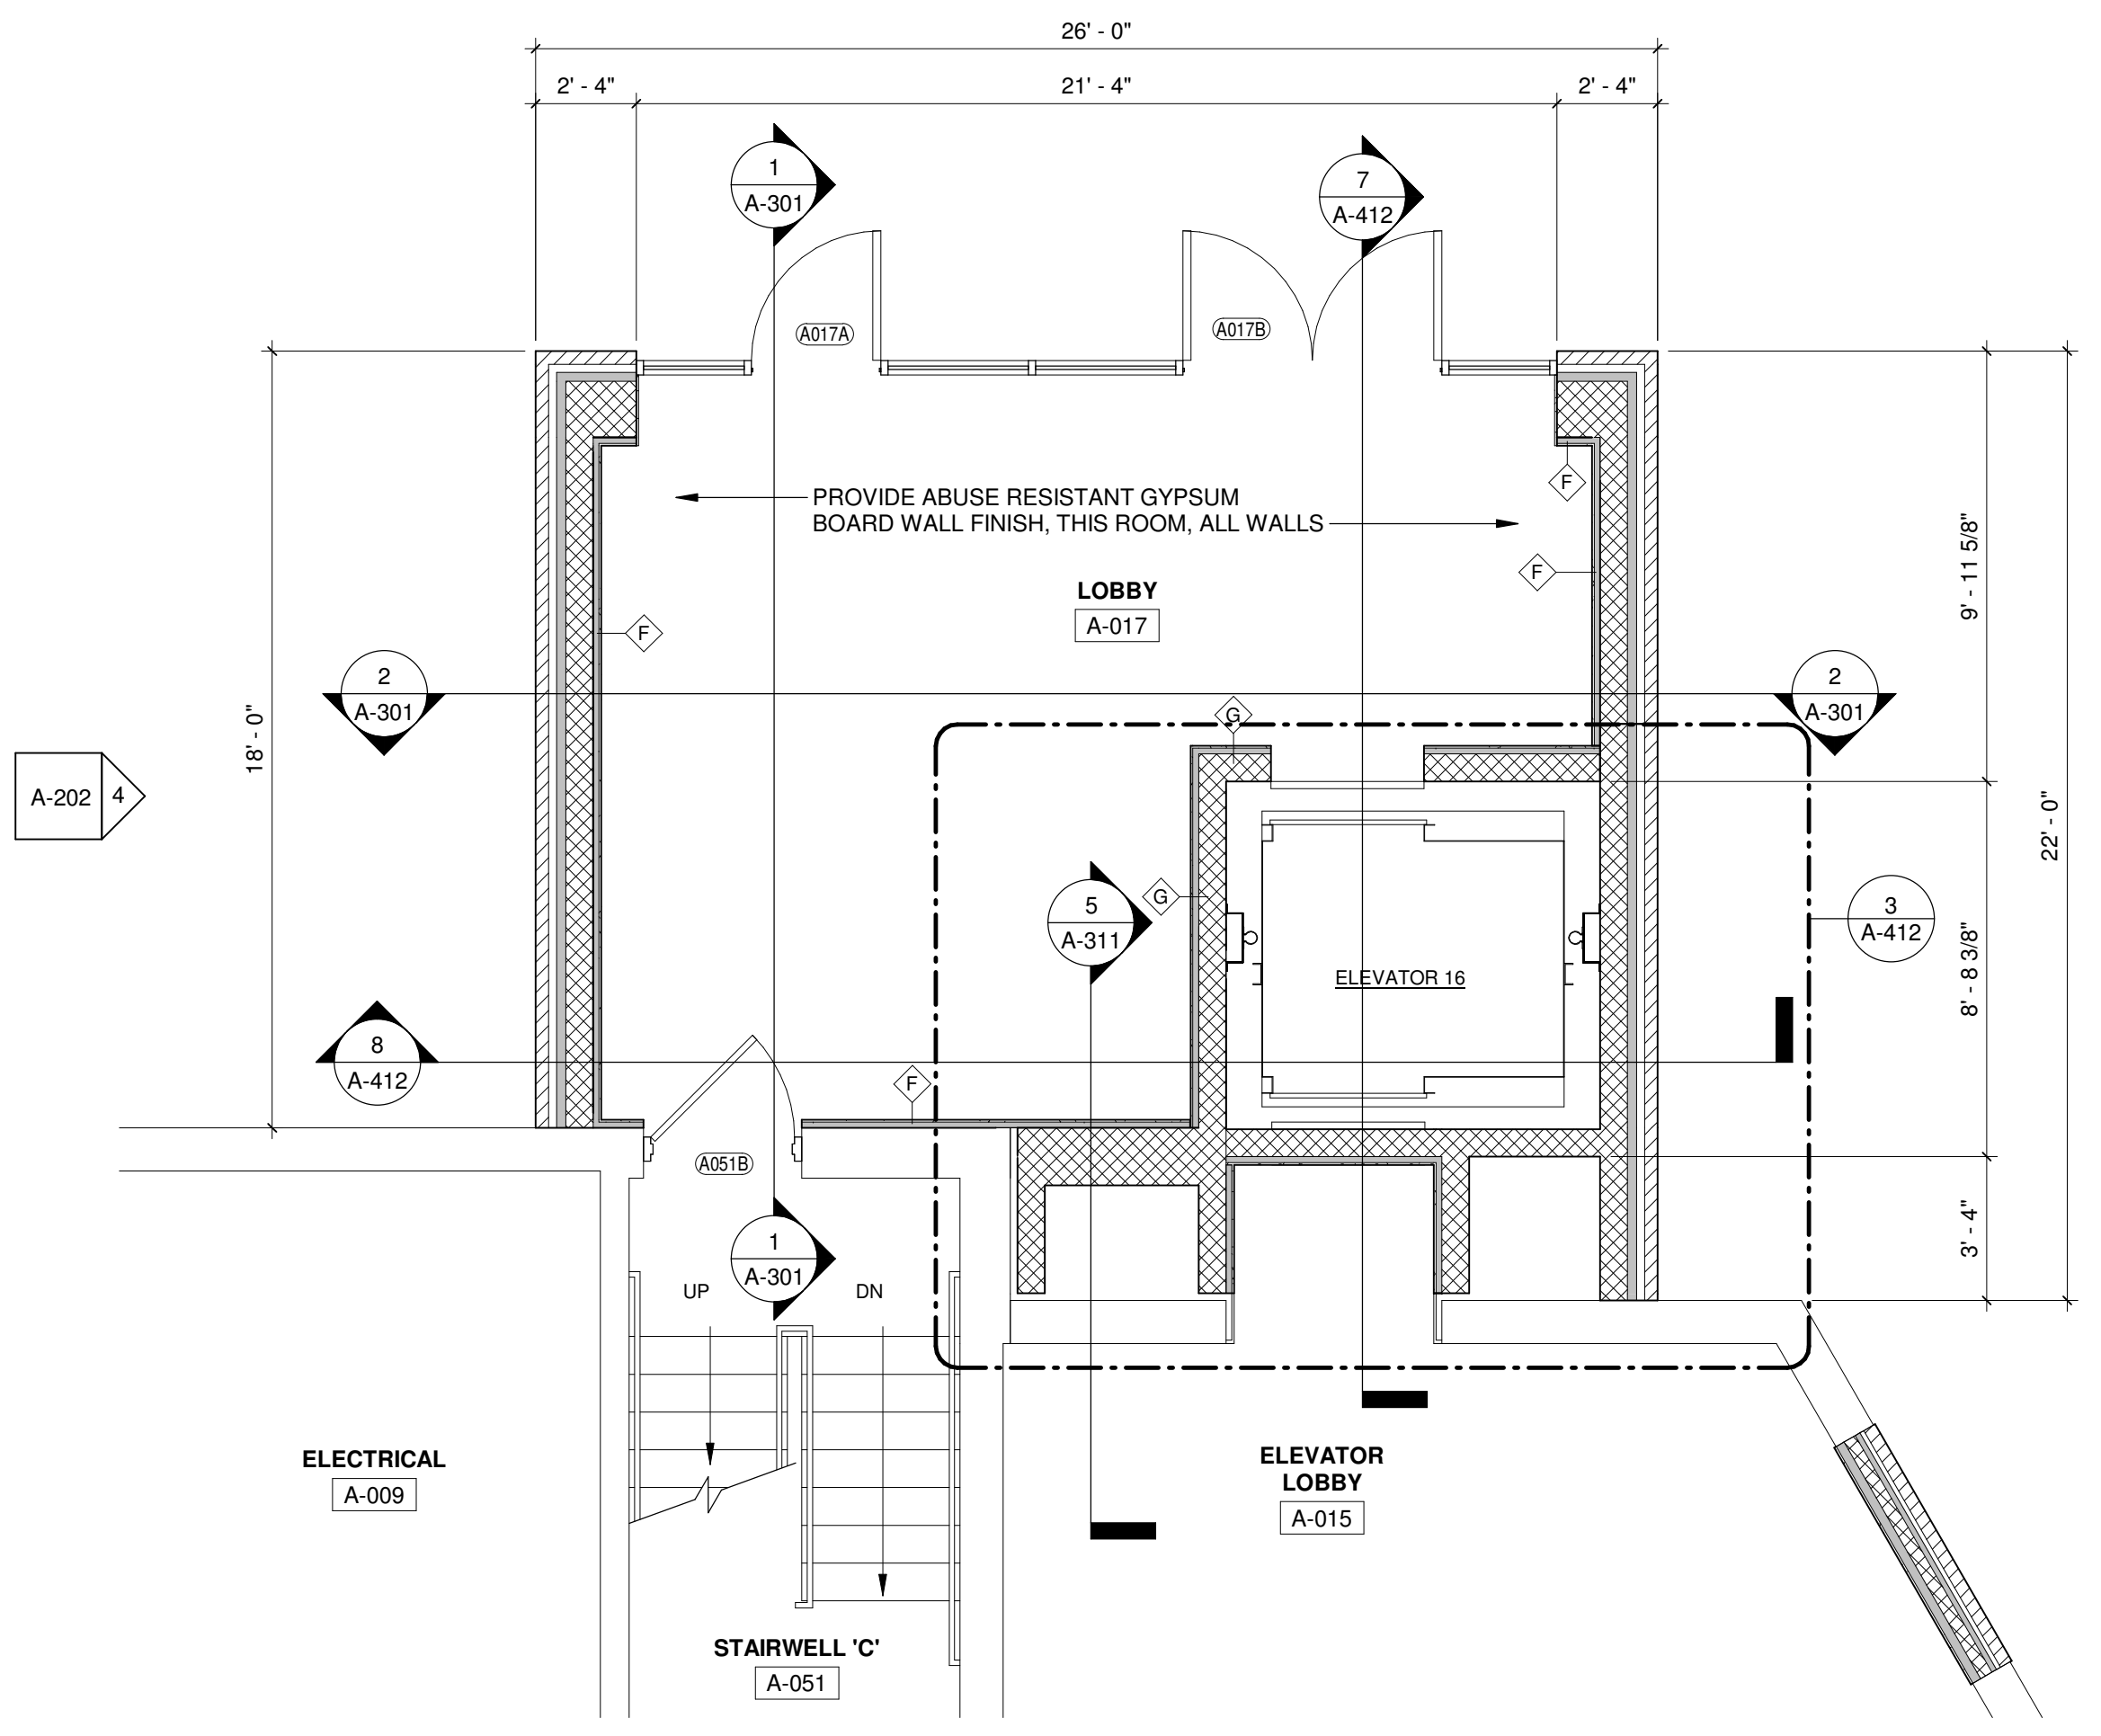 26' - 0"
2' - 4"
21' - 4"
2' - 4"
1
A-301
7
A-412
A017A
A017B
F
PROVIDE ABUSE RESISTANT GYPSUM
BOARD WALL FINISH, THIS ROOM, ALL WALLS
9' - 11 5/8"
F
LOBBY
A-017
F
2
A-301
2
A-301
18' - 0"
G
A-202
4
22' - 0"
G
5
A-311
3
A-412
8' - 8 3/8"
ELEVATOR 16
8
A-412
F
A051B
3' - 4"
1
A-301
UP
DN
ELECTRICAL
A-009
ELEVATOR
LOBBY
A-015
STAIRWELL 'C'
A-051